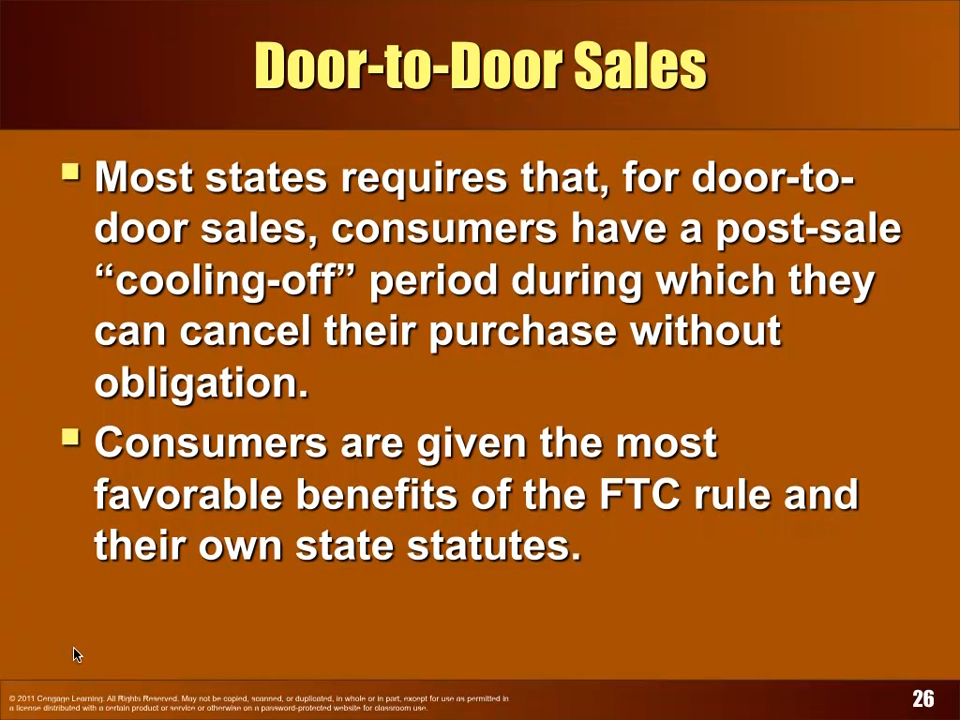 Door-to-Door Sales
Most states requires that, for door-to-
door sales, consumers have a post-sale
“cooling-off” period during which they
can cancel their purchase without
obligation.
Consumers are given the most
favorable benefits of the FTC rule and
their own state statutes.
© 2011 Cengage Learning. All Rights Reserved. May not be copied, scanned, or duplicated, in whole or in part, except for use as permitted in
a license distributed with a certain product or service or otherwise on a password-protected website for classroom use.
26